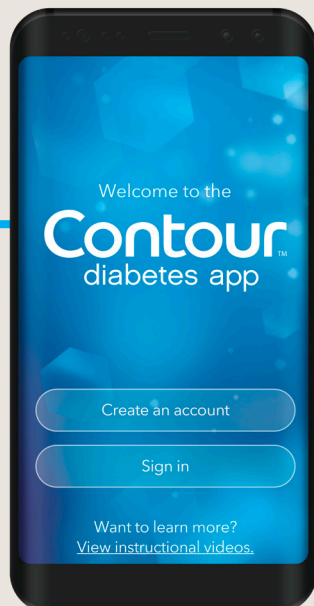 Welcome to the
Contour™
diabetes app
Create an account
Sign in
Want to learn more?
View instructional videos.